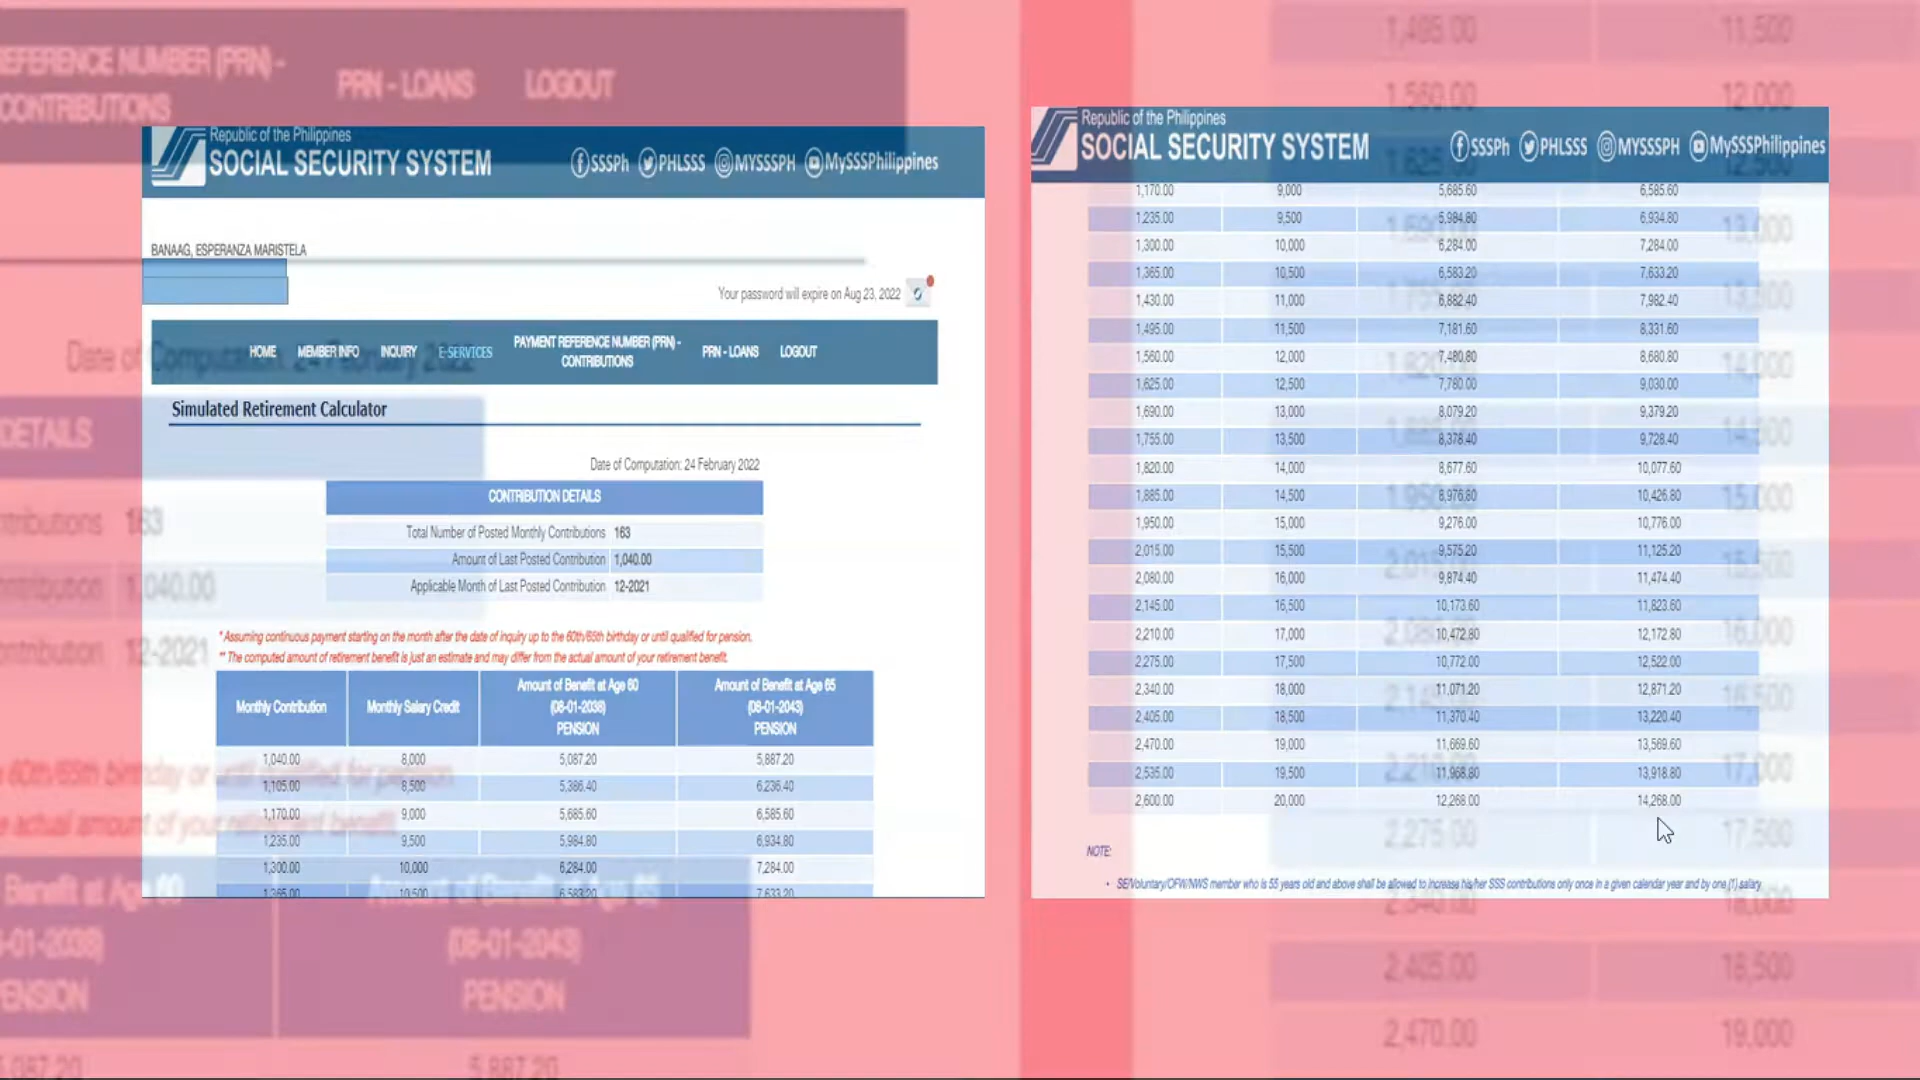 EFERENCE NUMBER (PRN) -
CONTRIBUTIONS
PRN - LOANS
LOGOUT
Republic of the Philippines
SOCIAL SECURITY SYSTEM
SSSPh
PHLSSS
MYSSSPH
MySSSPhilippines
BANAAG, ESPERANZA MARISTELA
Your password will expire on Aug 23, 2022
HOME
MEMBER INFO
INQUIRY
E-SERVICES
PAYMENT REFERENCE NUMBER (PRN) -
CONTRIBUTIONS
PRN - LOANS
LOGOUT
Simulated Retirement Calculator
Date of Computation: 24 February 2022
CONTRIBUTION DETAILS
Total Number of Posted Monthly Contributions 163
Amount of Last Posted Contribution 1,040.00
Applicable Month of Last Posted Contribution 12-2021
* Assuming continuous payment starting on the month after the date of inquiry up to the 60th/65th birthday or until qualified for pension.
** The computed amount of retirement benefit is just an estimate and may differ from the actual amount of your retirement benefit.
Monthly Contribution Monthly Salary Credit Amount of Benefit at Age 60 (08-01-2038) PENSION Amount of Benefit at Age 65 (08-01-2043) PENSION
1,040.00 8,000 5,087.20 5,887.20
1,105.00 8,500 5,386.40 6,236.40
1,170.00 9,000 5,685.60 6,585.60
1,235.00 9,500 5,984.80 6,934.80
1,300.00 10,000 6,284.00 7,284.00
1,365.00 10,500 6,583.20 7,633.20
Republic of the Philippines
SOCIAL SECURITY SYSTEM
SSSPh
PHLSSS
MYSSSPH
MySSSPhilippines
1,170.00 9,000 5,685.60 6,585.60
1,235.00 9,500 5,984.80 6,934.80
1,300.00 10,000 6,284.00 7,284.00
1,365.00 10,500 6,583.20 7,633.20
1,430.00 11,000 6,882.40 7,982.40
1,495.00 11,500 7,181.60 8,331.60
1,560.00 12,000 7,480.80 8,680.80
1,625.00 12,500 7,780.00 9,030.00
1,690.00 13,000 8,079.20 9,379.20
1,755.00 13,500 8,378.40 9,728.40
1,820.00 14,000 8,677.60 10,077.60
1,885.00 14,500 8,976.80 10,426.80
1,950.00 15,000 9,276.00 10,776.00
2,015.00 15,500 9,575.20 11,125.20
2,080.00 16,000 9,874.40 11,474.40
2,145.00 16,500 10,173.60 11,823.60
2,210.00 17,000 10,472.80 12,172.80
2,275.00 17,500 10,772.00 12,522.00
2,340.00 18,000 11,071.20 12,871.20
2,405.00 18,500 11,370.40 13,220.40
2,470.00 19,000 11,669.60 13,569.60
2,535.00 19,500 11,968.80 13,918.80
2,600.00 20,000 12,268.00 14,268.00
NOTE:
• SE/Voluntary/OFW/NWS member who is 55 years old and above shall be allowed to increase his/her SSS contributions only once in a given calendar year and by one (1) salary